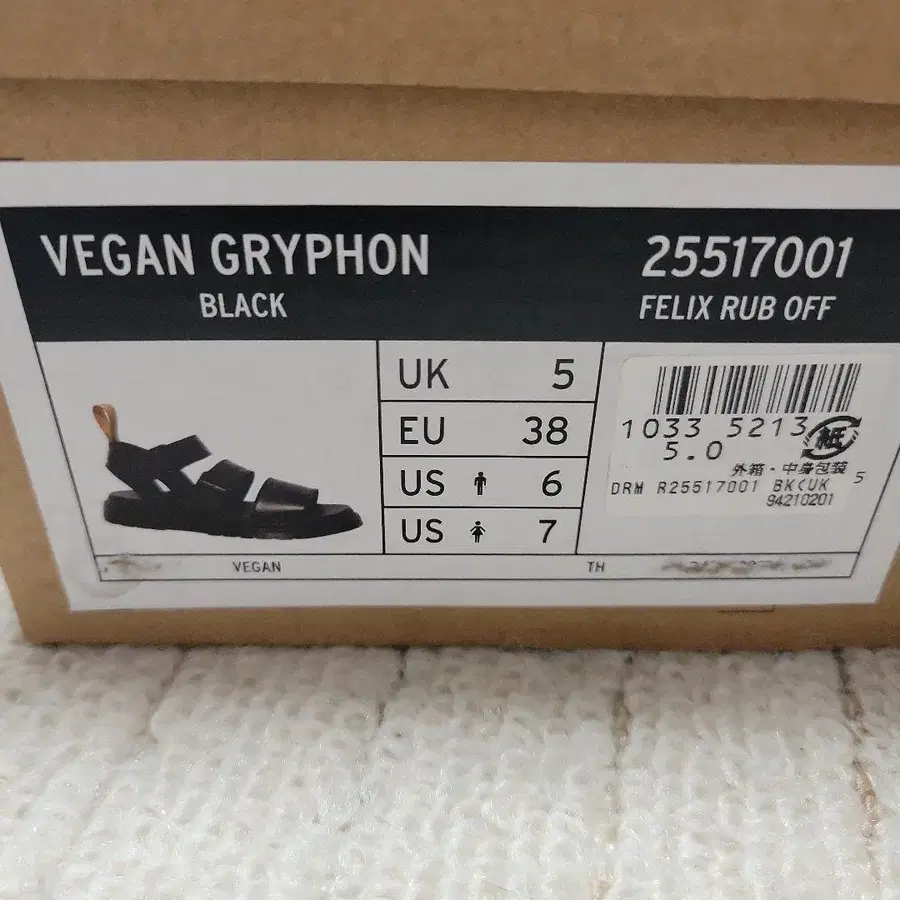 VEGAN GRYPHON
BLACK
25517001
FELIX RUB OFF
UK 5
EU 38
US 6
US 7
1033 5213
5.0
紙
外箱・中身包装
DRM R25517001 BK<UK 5
94210201
VEGAN
TH